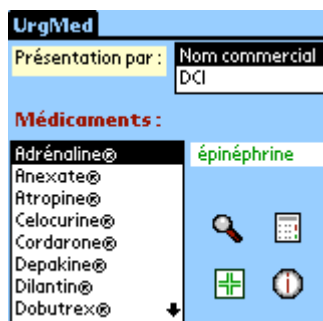 UrgMed
Présentation par :
Nom commercial
DCI
Médicaments :
Adrénaline®
épinéphrine
Anexate®
Atropine®
Celocurine®
Cordarone®
Depakine®
Dilantin®
Dobutrex®